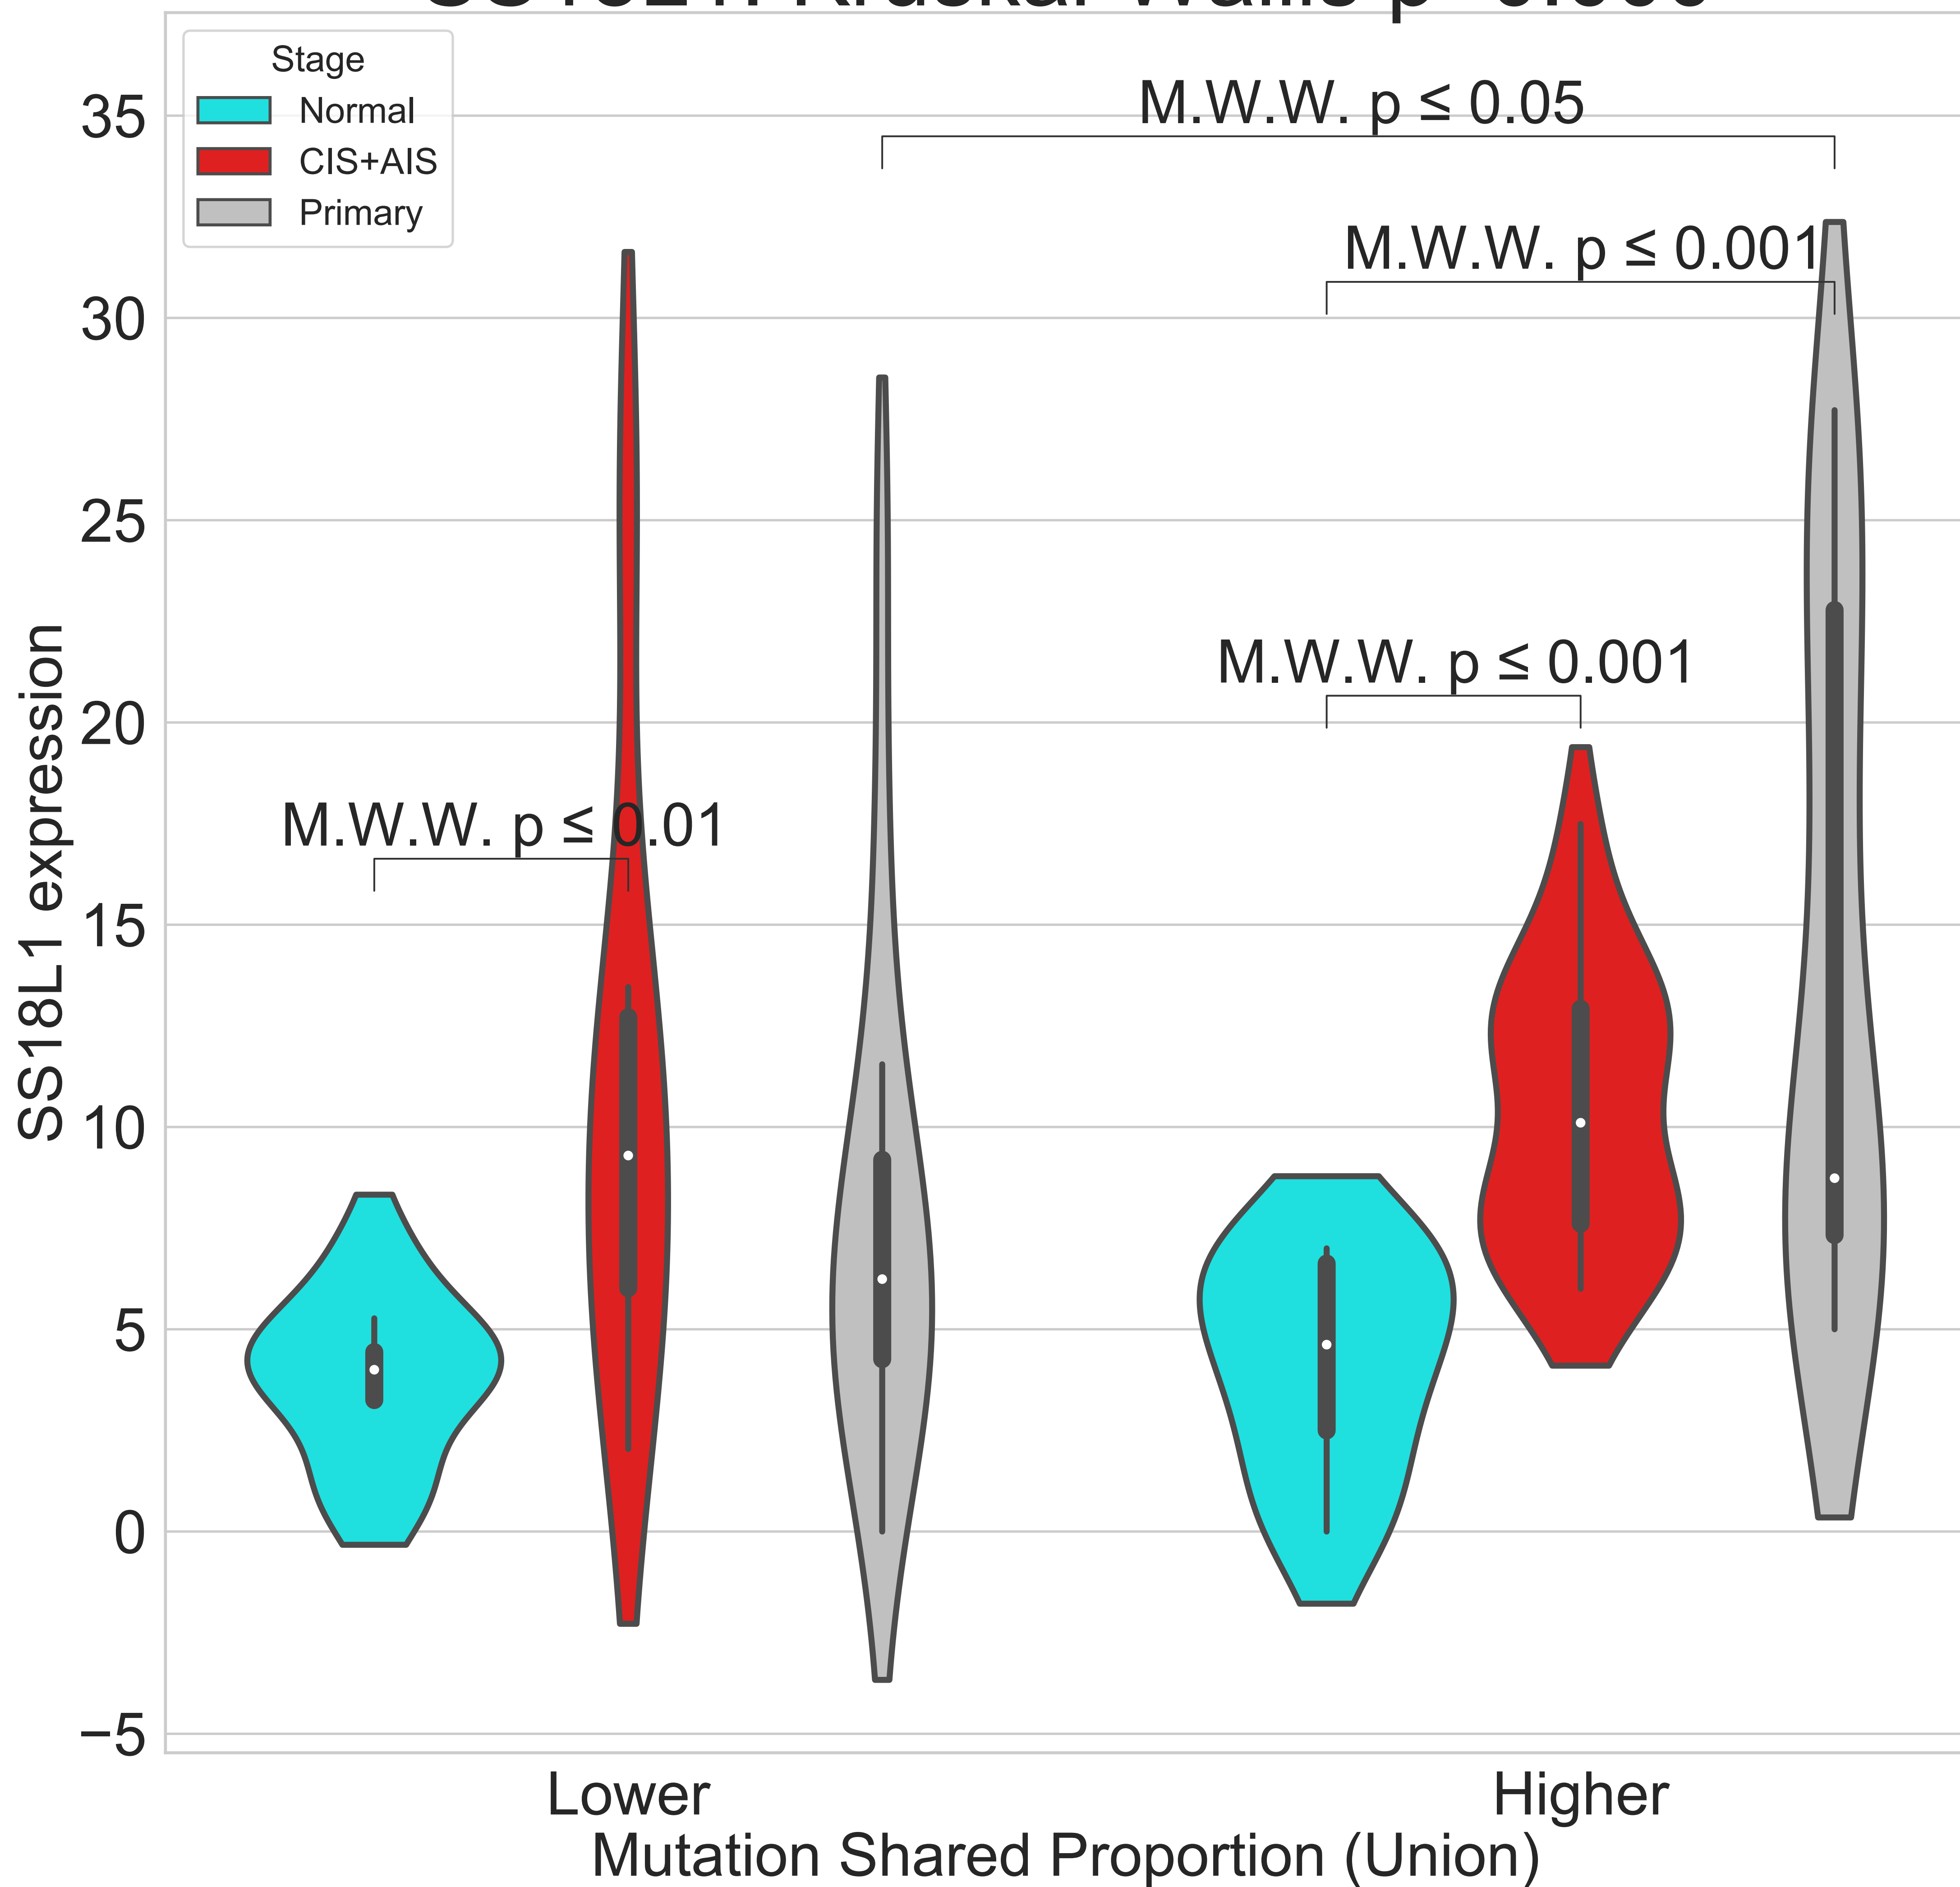 Stage
Normal
CIS+AIS
Primary
M.W.W. p ≤ 0.05
M.W.W. p ≤ 0.001
M.W.W. p ≤ 0.001
M.W.W. p ≤ 0.01
35
30
25
20
15
10
5
0
−5
SS18L1 expression
Lower
Higher
Mutation Shared Proportion (Union)